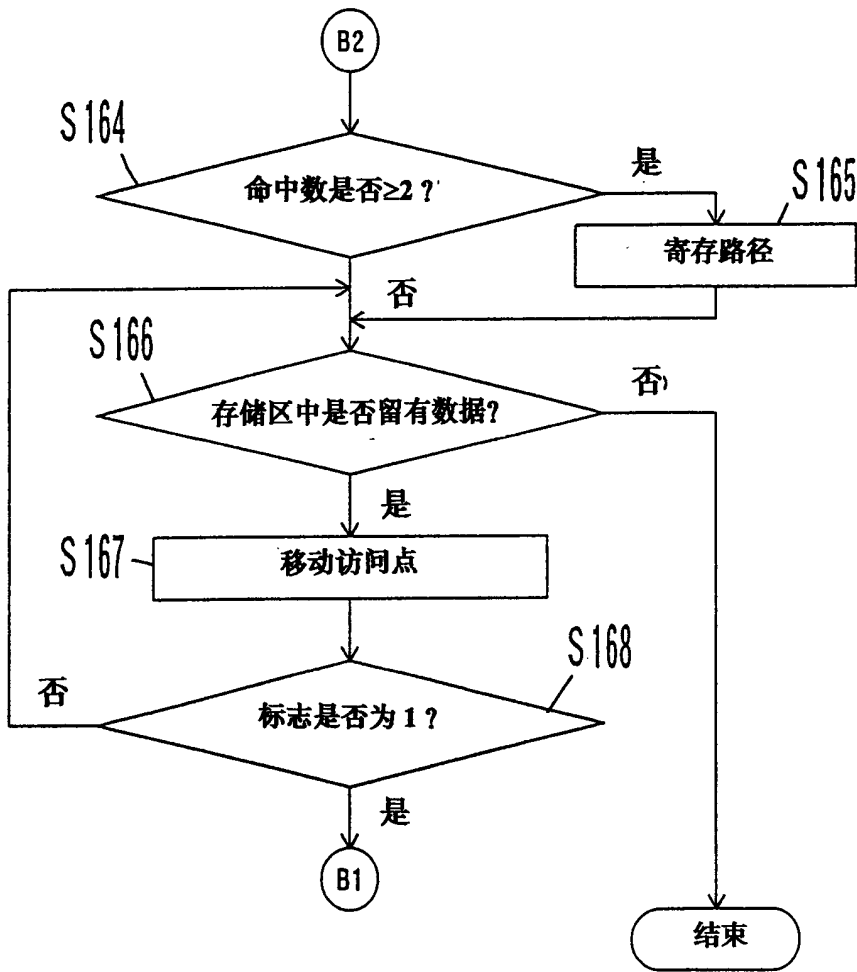 B2
S164
命中数是否≥2？
是
S165
寄存路径
否
S166
存储区中是否留有数据？
否
是
S167
移动访问点
S168
标志是否为1？
否
是
B1
结束